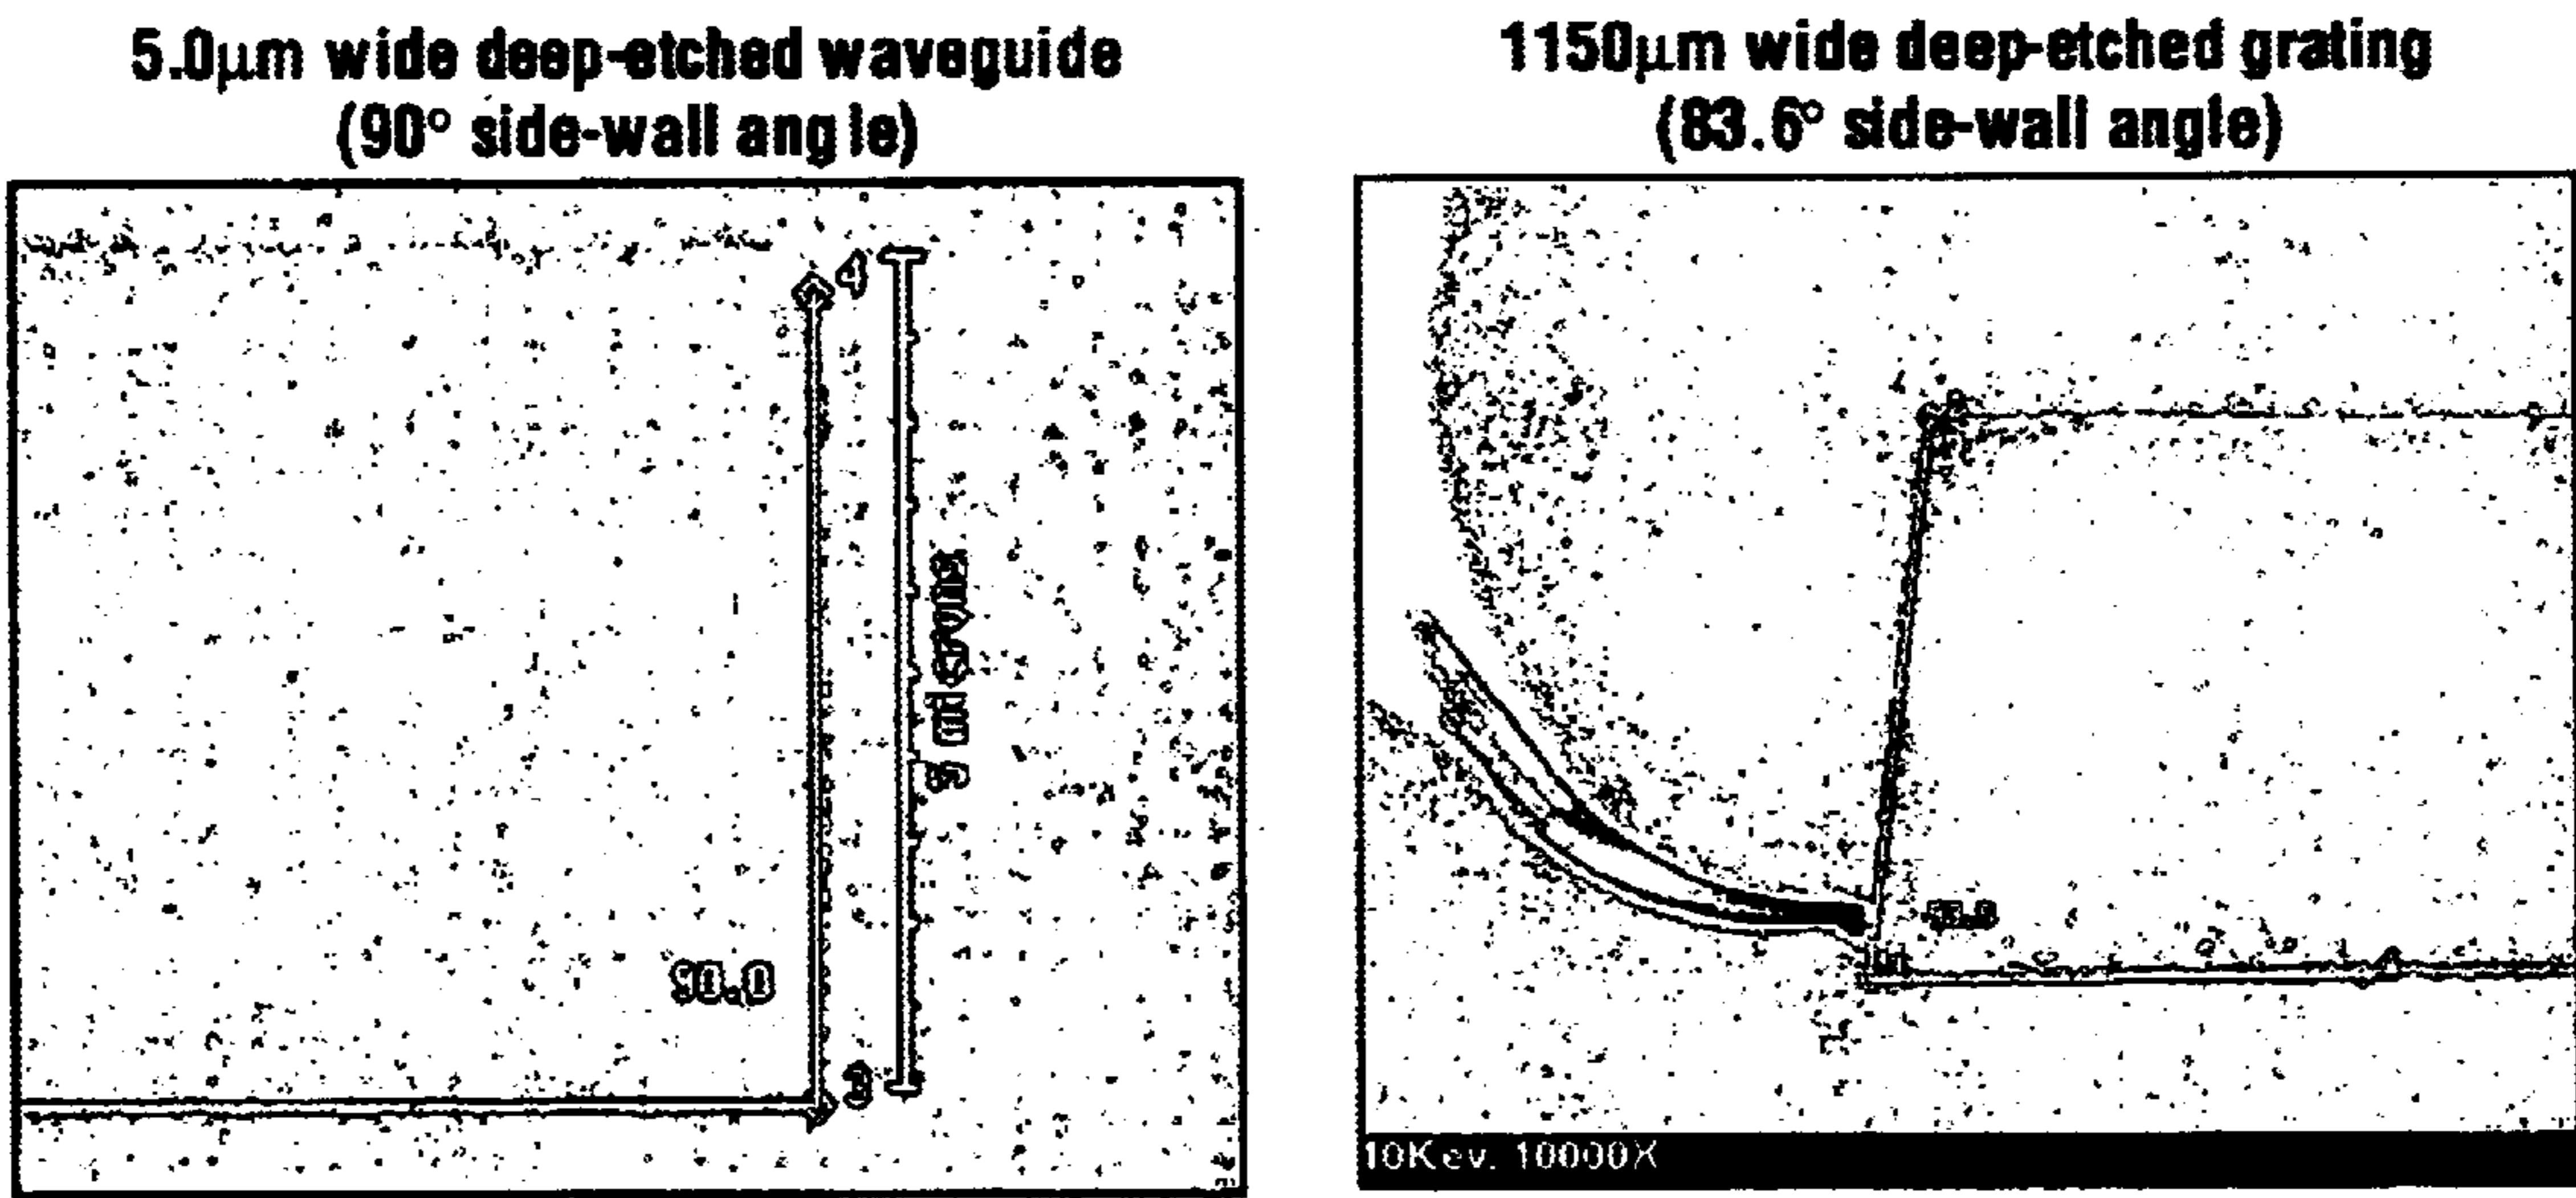 5.0µm wide deep-etched waveguide
(90° side-wall angle)
4
5 microns
90.0
3
1150µm wide deep-etched grating
(83.6° side-wall angle)
10Kev. 10000X